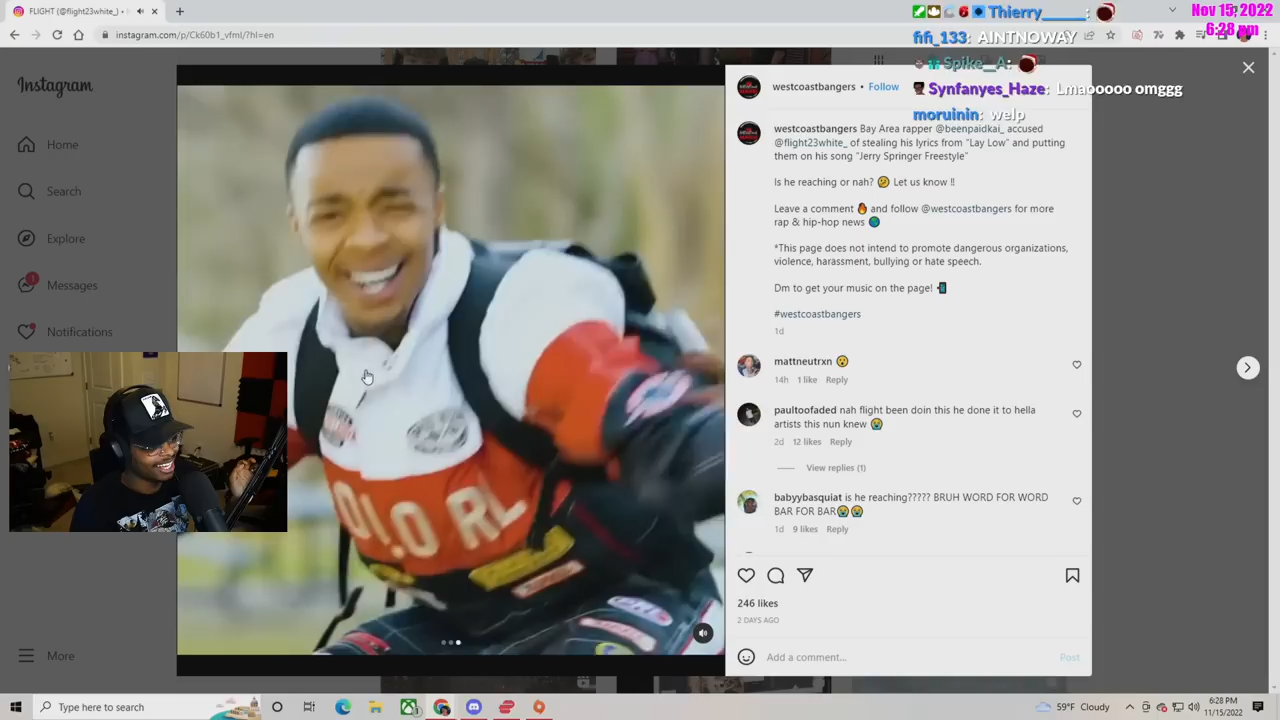 FLIGHT (@flight23white_) •
Nov 15, 2022
6:28 pm
instagram.com/p/Ck60b1_vfml/?hl=en
Thierry_____:
fifi_133: AINTNOWAY
Spike__A:
Synfanyes_Haze: Lmaooooo omggg
moruinin: welp
Instagram
Home
Search
Explore
Messages
1
Notifications
More
westcoastbangers • Follow
westcoastbangers Bay Area rapper @beenpaidkai_ accused
@flight23white_ of stealing his lyrics from "Lay Low" and putting
them on his song "Jerry Springer Freestyle"
Is he reaching or nah? 🤔 Let us know ‼️
Leave a comment 🔥 and follow @westcoastbangers for more
rap & hip-hop news 🌎
*This page does not intend to promote dangerous organizations,
violence, harassment, bullying or hate speech.
Dm to get your music on the page! 📲
#westcoastbangers
1d
mattneutrxn 😮
14h 1 like Reply
paultoofaded nah flight been doin this he done it to hella
artists this nun knew 😭
2d 12 likes Reply
View replies (1)
babyybasquiat is he reaching????? BRUH WORD FOR WORD
BAR FOR BAR😭😭
1d 9 likes Reply
246 likes
2 DAYS AGO
Add a comment...
Post
Type here to search
59°F Cloudy
6:28 PM
11/15/2022